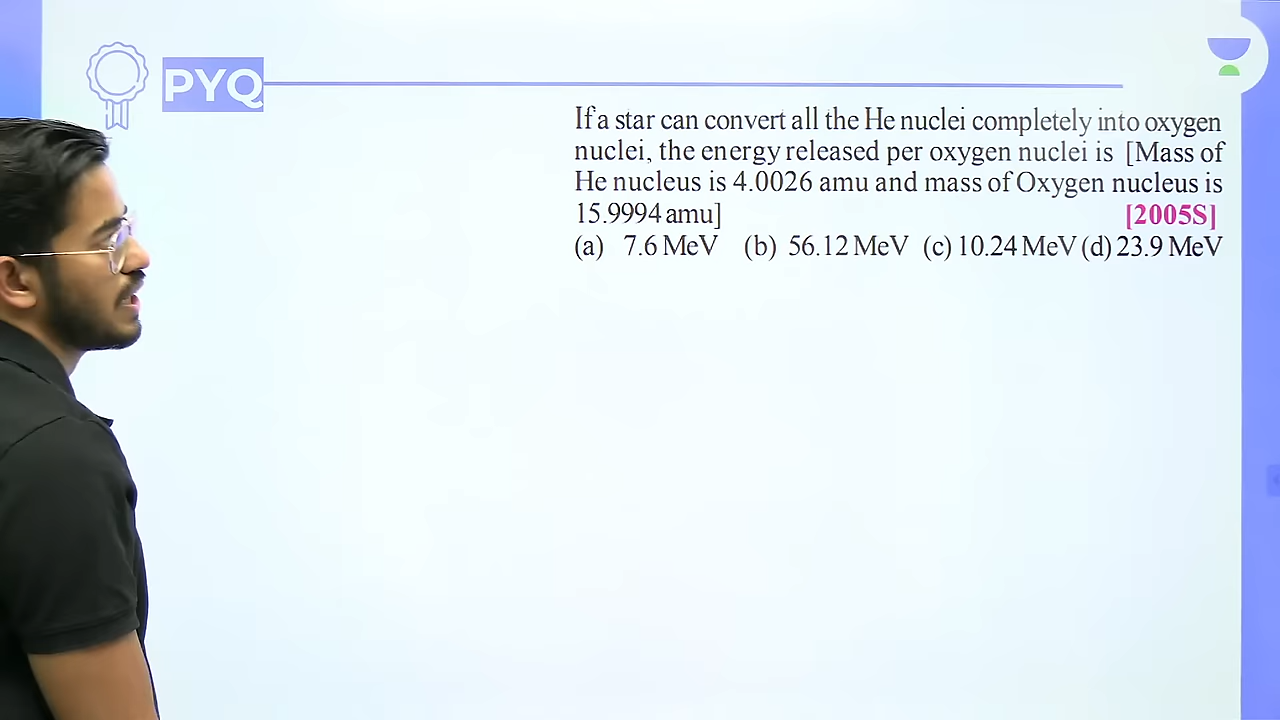 PYQ
If a star can convert all the He nuclei completely into oxygen
nuclei, the energy released per oxygen nuclei is [Mass of
He nucleus is 4.0026 amu and mass of Oxygen nucleus is
15.9994 amu] [2005S]
(a) 7.6 MeV (b) 56.12 MeV (c) 10.24 MeV (d) 23.9 MeV